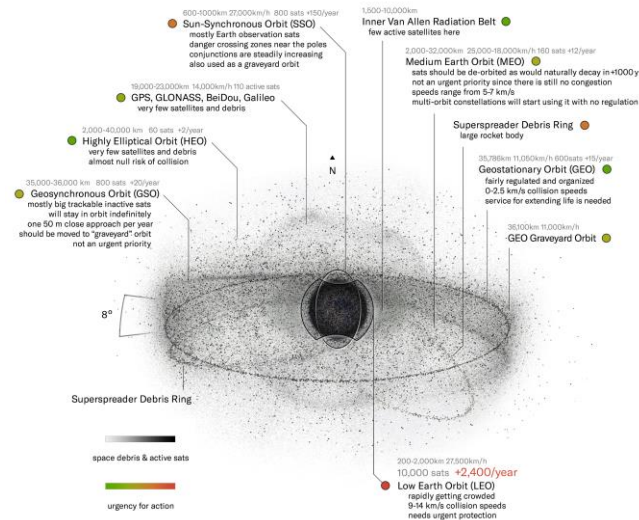 600-1000km 27,000km/h 800 sats +150/year
Sun-Synchronous Orbit (SSO)
mostly Earth observation sats
danger crossing zones near the poles
conjunctions are steadily increasing
also used as a graveyard orbit
1,500-10,000km
Inner Van Allen Radiation Belt
few active satellites here
2,000-32,000km 25,000-18,000km/h 160 sats +12/year
Medium Earth Orbit (MEO)
sats should be de-orbited as would naturally decay in +1000 y
not an urgent priority since there is still no congestion
speeds range from 5-7 km/s
multi-orbit constellations will start using it with no regulation
19,000-23,000km 14,000km/h 110 active sats
GPS, GLONASS, BeiDou, Galileo
very few satellites and debris
Superspreader Debris Ring
large rocket body
2,000-40,000 km 60 sats +2/year
Highly Elliptical Orbit (HEO)
very few satellites and debris
almost null risk of collision
N
35,786km 11,050km/h 600sats +15/year
Geostationary Orbit (GEO)
fairly regulated and organized
0-2.5 km/s collision speeds
service for extending life is needed
35,000-36,000 km 800 sats +20/year
Geosynchronous Orbit (GSO)
mostly big trackable inactive sats
will stay in orbit indefinitely
one 50 m close approach per year
should be moved to "graveyard" orbit
not an urgent priority
36,100km 11,000km/h
GEO Graveyard Orbit
8°
Superspreader Debris Ring
space debris & active sats
urgency for action
200-2,000km 27,500km/h
10,000 sats +2,400/year
Low Earth Orbit (LEO)
rapidly getting crowded
9-14 km/s collision speeds
needs urgent protection